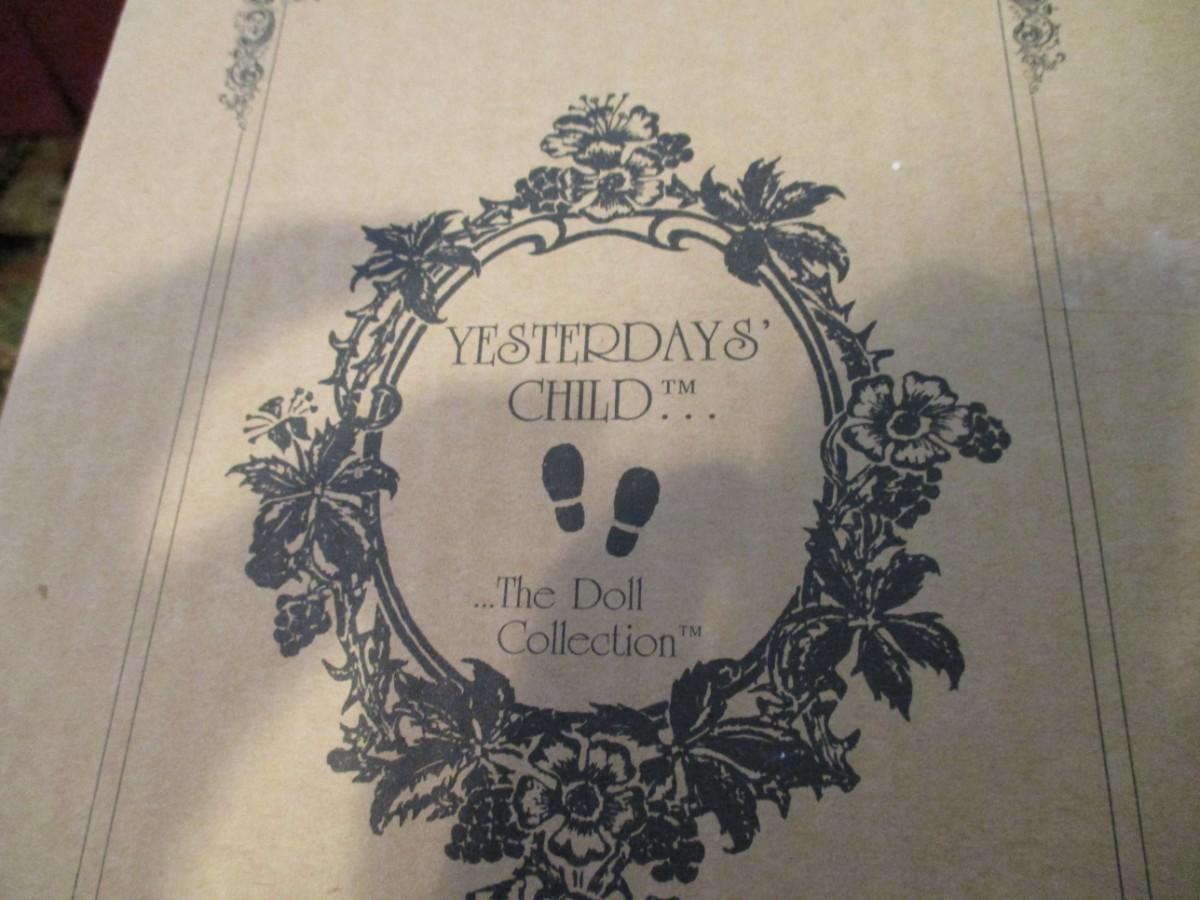 YESTERDAYS'
CHILD™...
...The Doll
Collection™